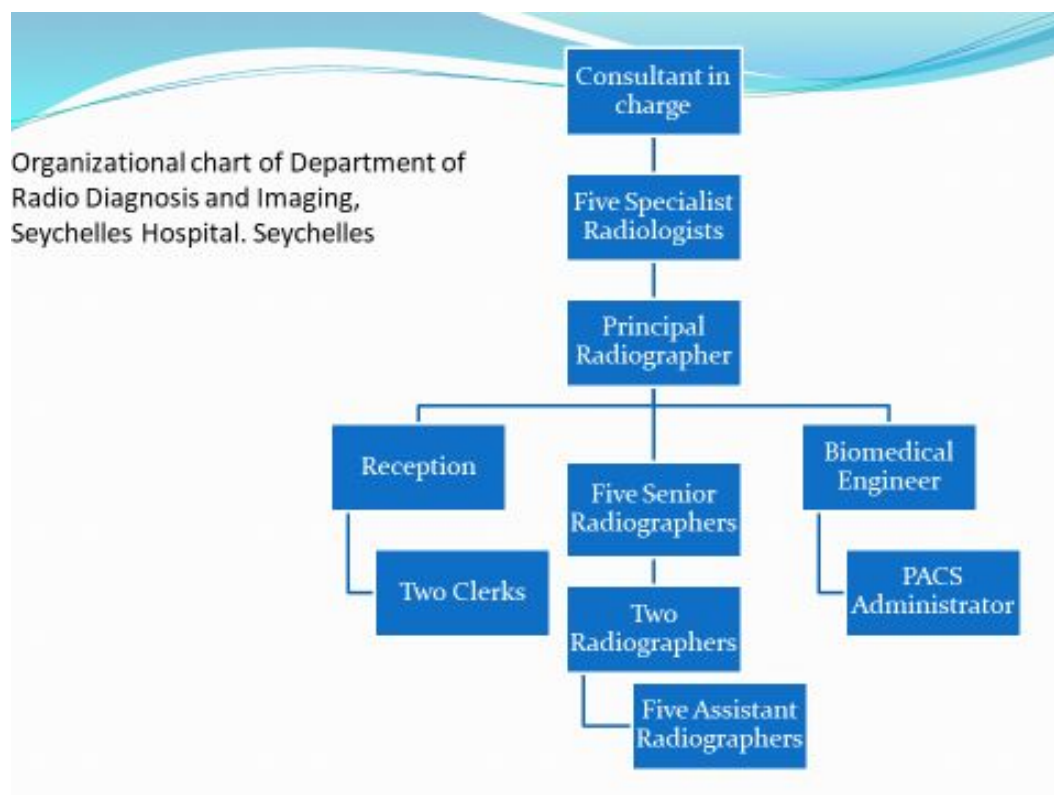 Organizational chart of Department of
Radio Diagnosis and Imaging,
Seychelles Hospital. Seychelles
Consultant in
charge
Five Specialist
Radiologists
Principal
Radiographer
Reception
Two Clerks
Five Senior
Radiographers
Two
Radiographers
Five Assistant
Radiographers
Biomedical
Engineer
PACS
Administrator